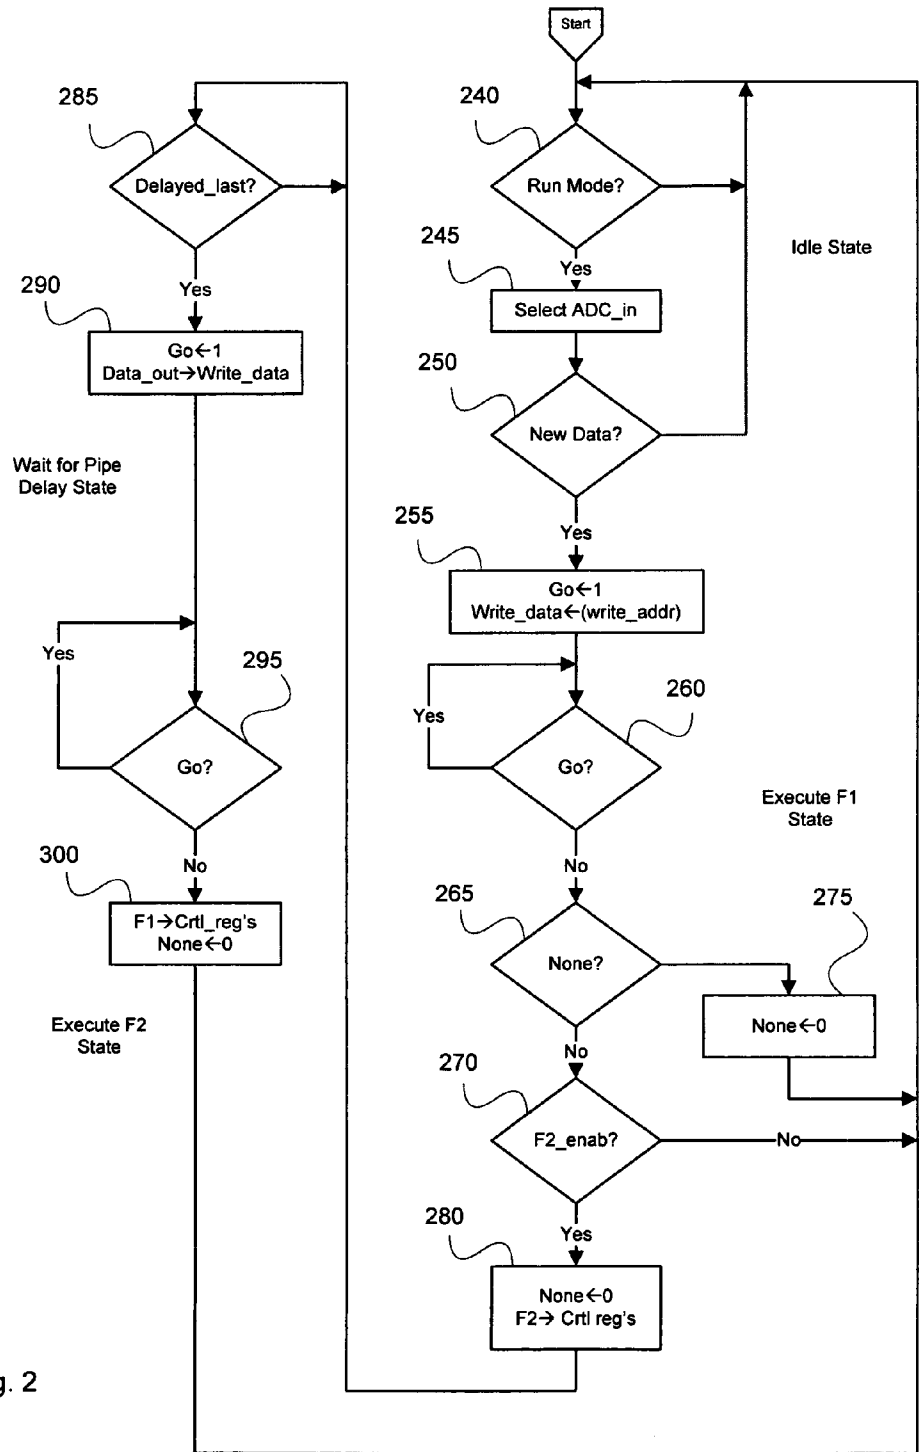 Start
285
240
Delayed_last?
Run Mode?
245
Idle State
Yes
290
Yes
Select ADC_in
Go←1
Data_out→Write_data
250
New Data?
Wait for Pipe
Delay State
255
Yes
Go←1
Write_data←(write_addr)
Yes
295
260
Yes
Go?
Go?
Execute F1
State
No
No
300
265
275
F1→Crtl_reg's
None←0
None?
None←0
Execute F2
State
No
270
F2_enab?
No
280
Yes
None←0
F2→ Crtl reg's
g. 2